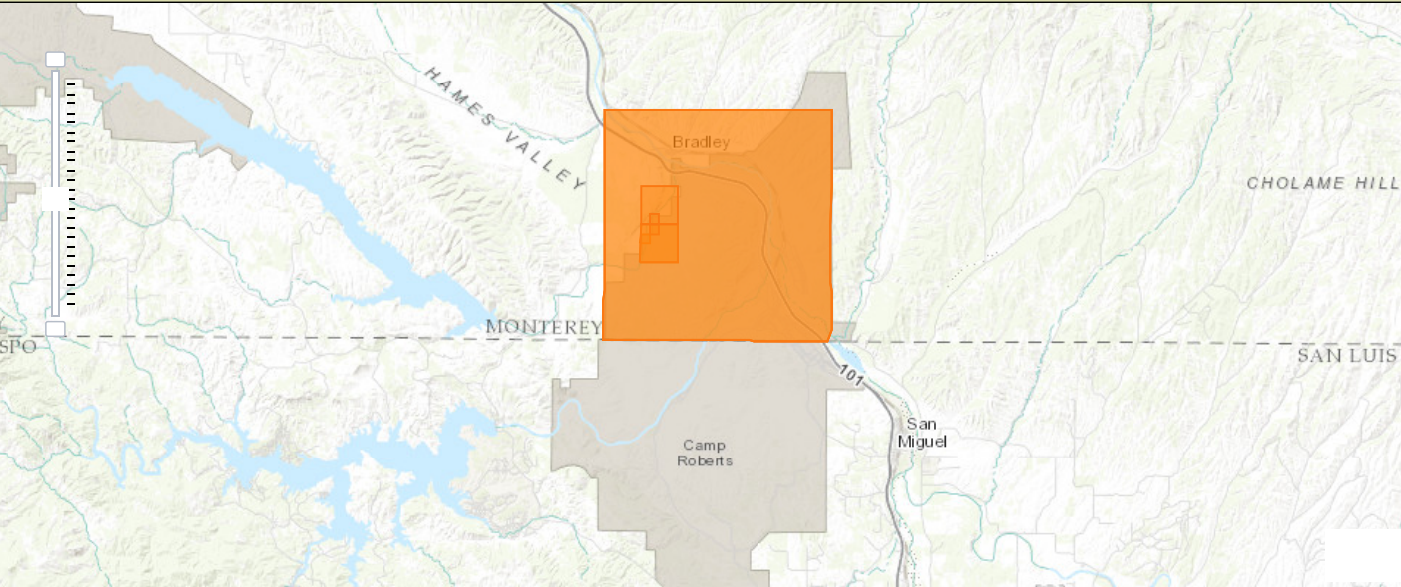 HAMES VALLEY
Bradley
CHOLAME HILL
MONTEREY
SPO
SAN LUIS
101
San
Miguel
Camp
Roberts